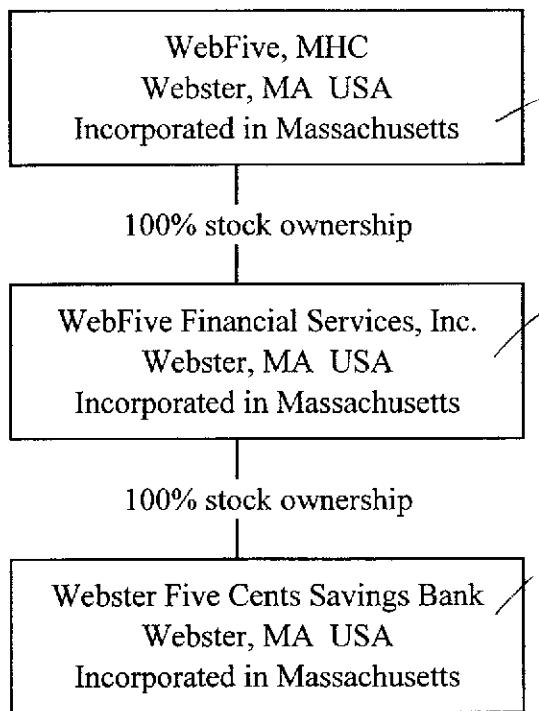 WebFive, MHC
Webster, MA USA
Incorporated in Massachusetts
100% stock ownership
WebFive Financial Services, Inc.
Webster, MA USA
Incorporated in Massachusetts
100% stock ownership
Webster Five Cents Savings Bank
Webster, MA USA
Incorporated in Massachusetts